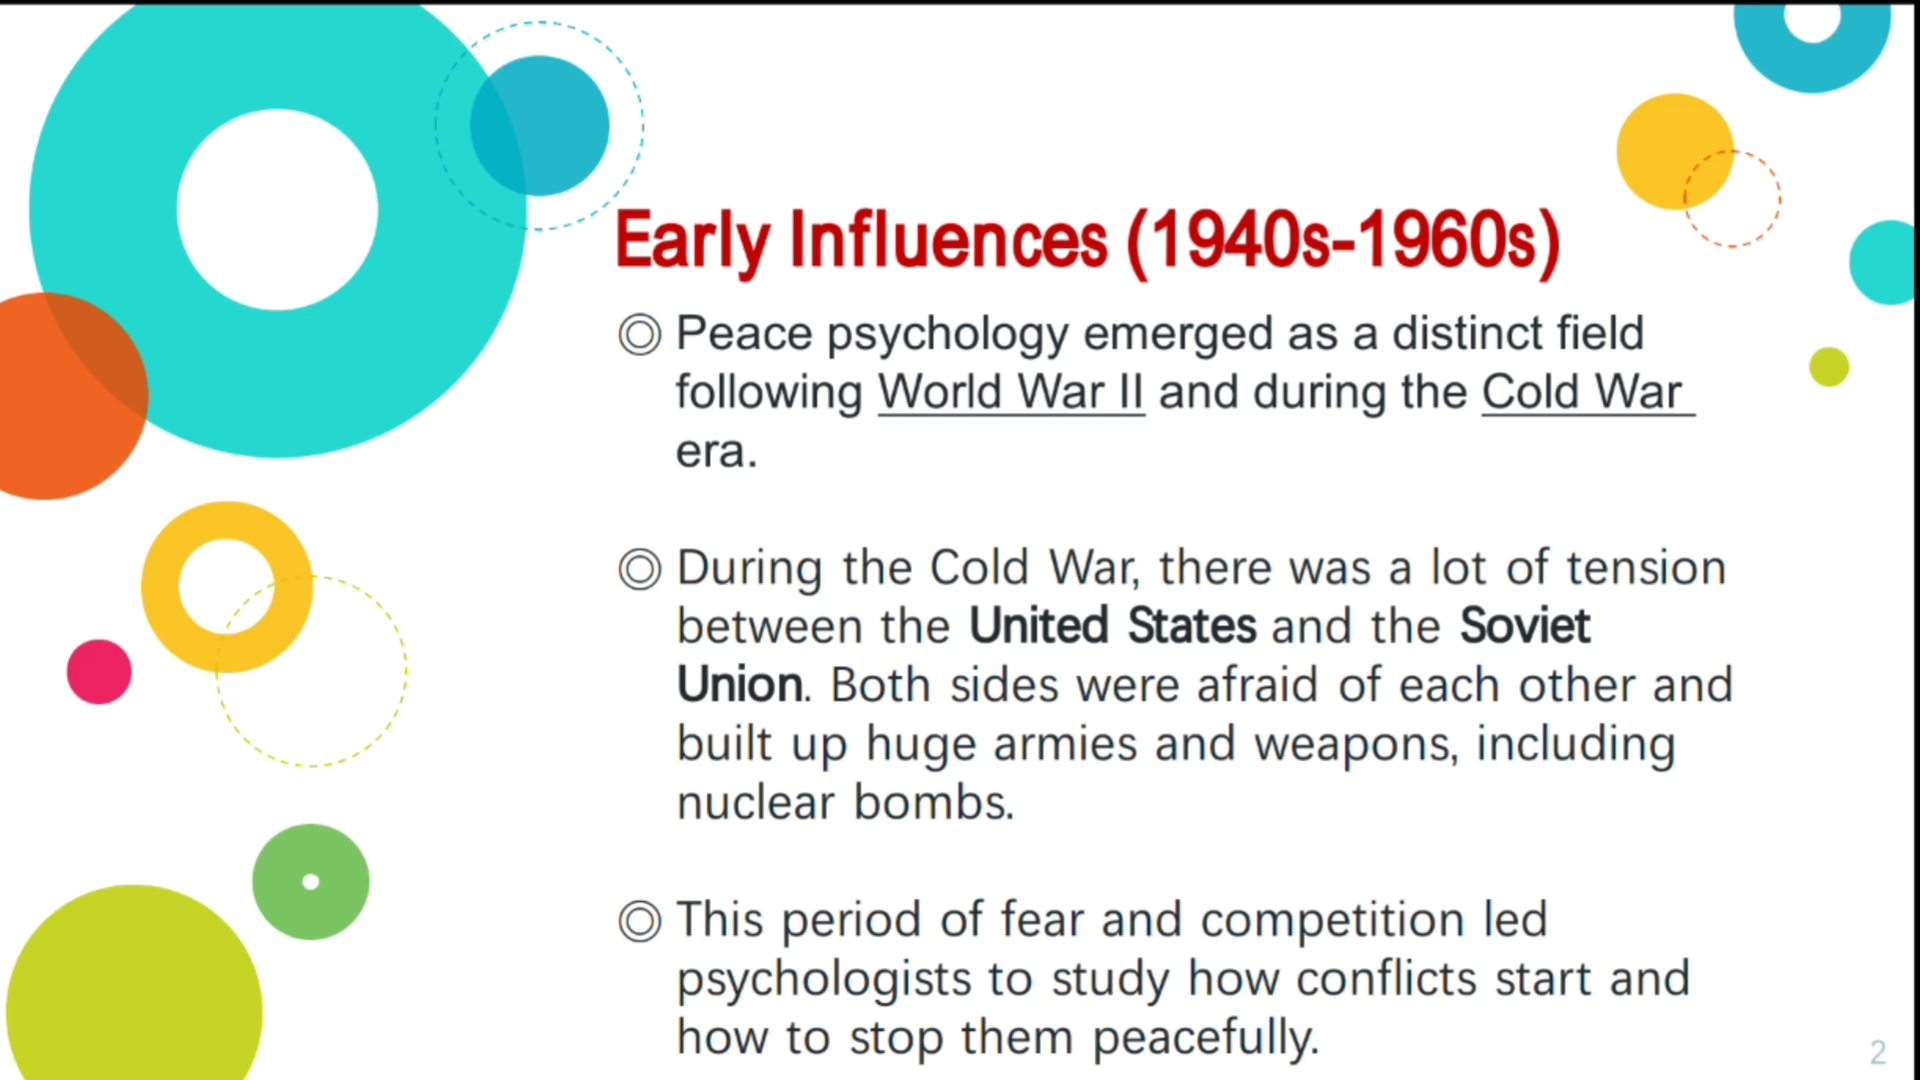 Early Influences (1940s-1960s)
◎ Peace psychology emerged as a distinct field
following World War II and during the Cold War
era.
◎ During the Cold War, there was a lot of tension
between the United States and the Soviet
Union. Both sides were afraid of each other and
built up huge armies and weapons, including
nuclear bombs.
◎ This period of fear and competition led
psychologists to study how conflicts start and
how to stop them peacefully.
2